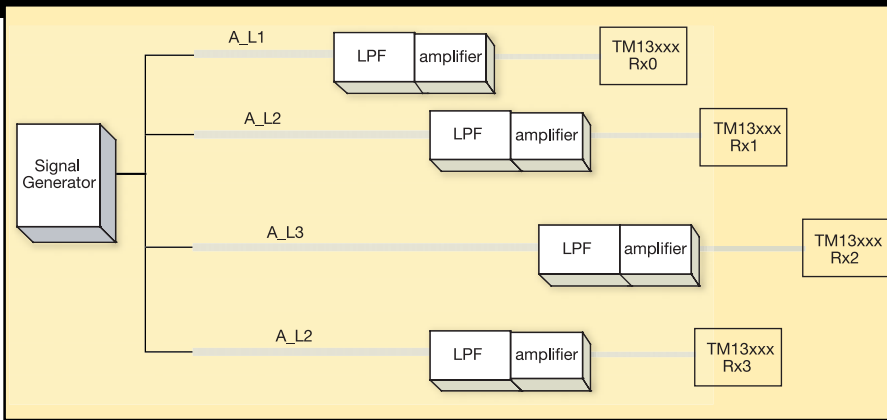 A_L1
LPF
amplifier
TM13xxx
Rx0
Signal
Generator
A_L2
LPF
amplifier
TM13xxx
Rx1
A_L3
LPF
amplifier
TM13xxx
Rx2
A_L2
LPF
amplifier
TM13xxx
Rx3